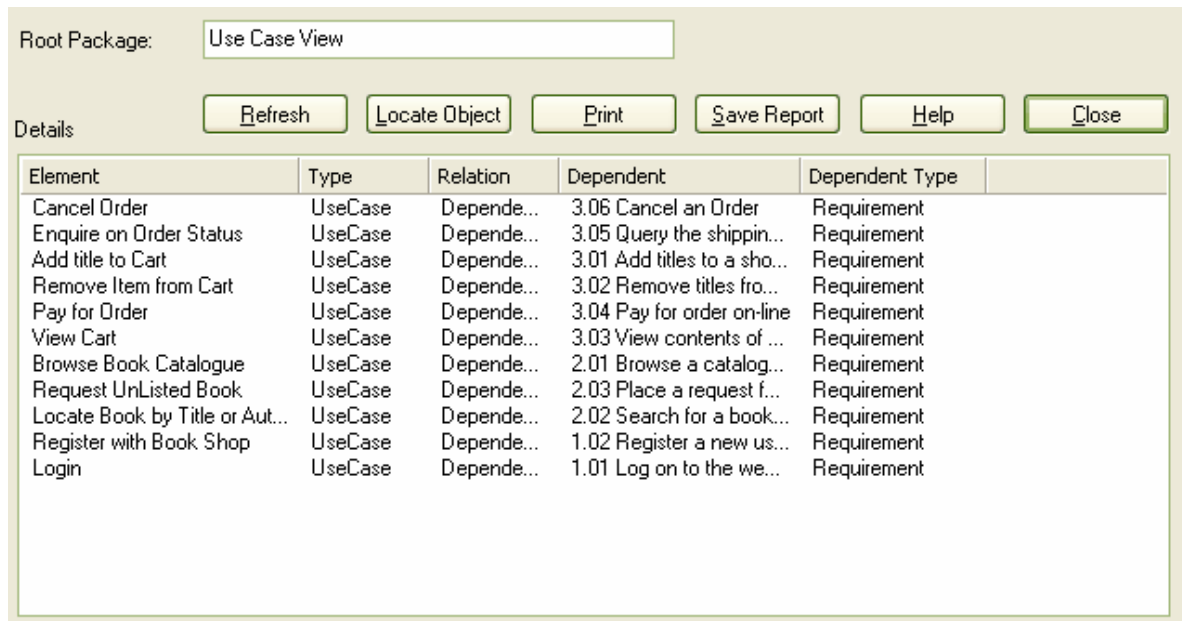 Root Package: Use Case View
Refresh Locate Object Print Save Report Help Close
Details
Element Type Relation Dependent Dependent Type
Cancel Order UseCase Depende... 3.06 Cancel an Order Requirement
Enquire on Order Status UseCase Depende... 3.05 Query the shippin... Requirement
Add title to Cart UseCase Depende... 3.01 Add titles to a sho... Requirement
Remove Item from Cart UseCase Depende... 3.02 Remove titles fro... Requirement
Pay for Order UseCase Depende... 3.04 Pay for order on-line Requirement
View Cart UseCase Depende... 3.03 View contents of ... Requirement
Browse Book Catalogue UseCase Depende... 2.01 Browse a catalog... Requirement
Request UnListed Book UseCase Depende... 2.03 Place a request f... Requirement
Locate Book by Title or Aut... UseCase Depende... 2.02 Search for a book... Requirement
Register with Book Shop UseCase Depende... 1.02 Register a new us... Requirement
Login UseCase Depende... 1.01 Log on to the we... Requirement